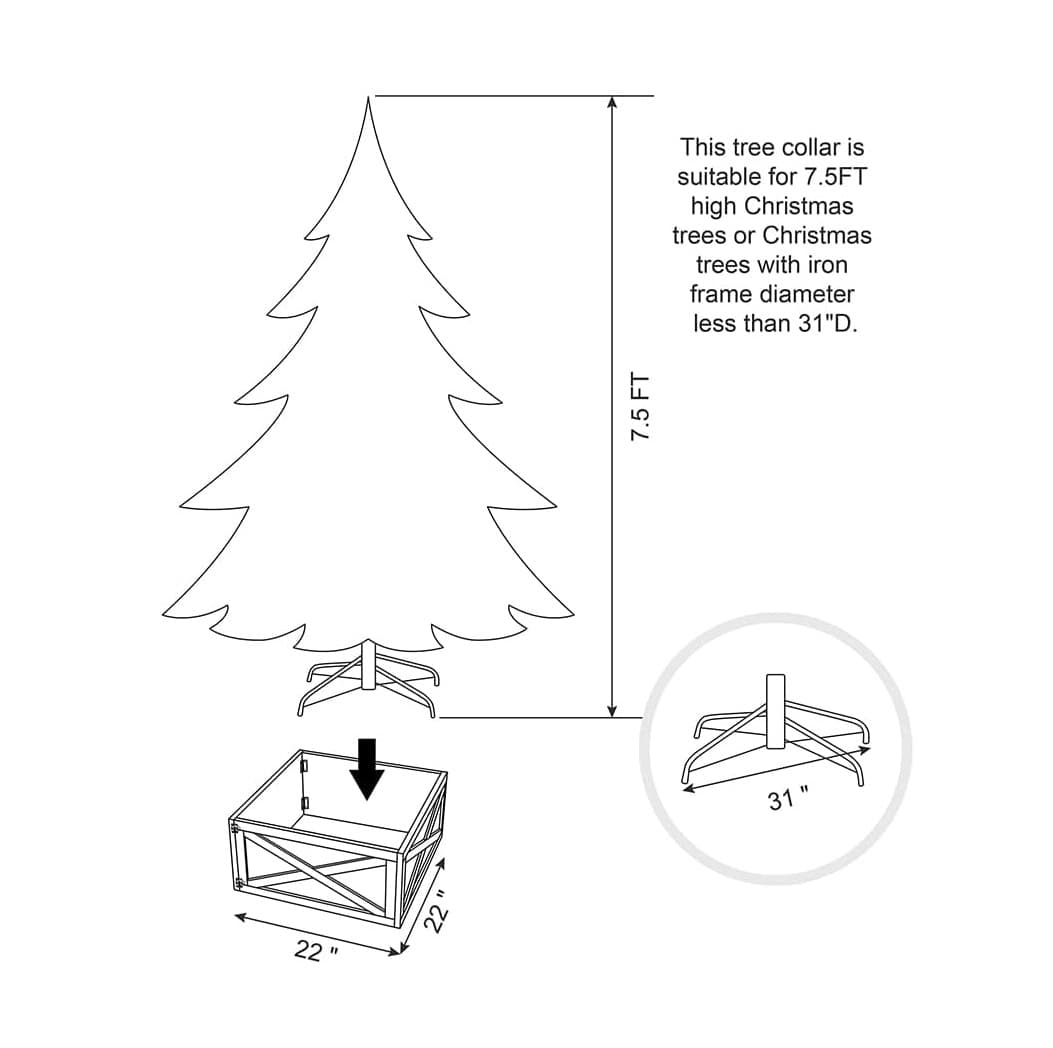 This tree collar is
suitable for 7.5FT
high Christmas
trees or Christmas
trees with iron
frame diameter
less than 31"D.
7.5 FT
31 "
22 "
22 "